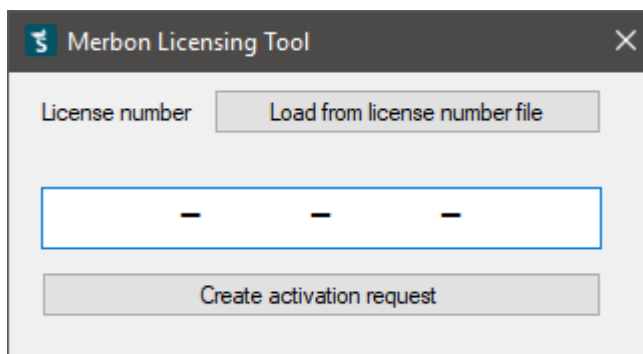 Merbon Licensing Tool
License number Load from license number file
- - -
Create activation request